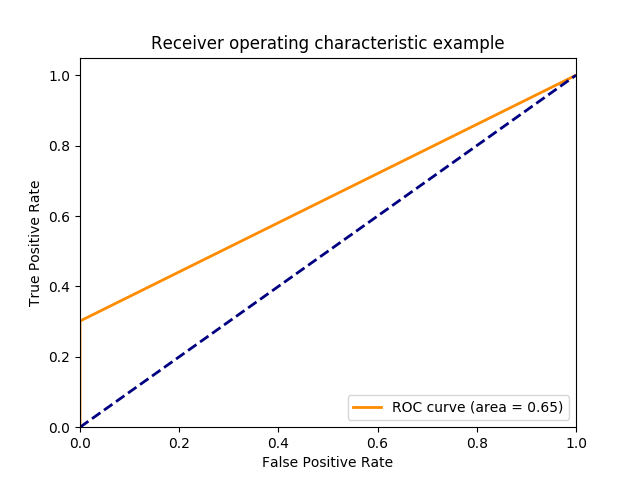 Receiver operating characteristic example
True Positive Rate
1.0
0.8
0.6
0.4
0.2
0.0
0.0 0.2 0.4 0.6 0.8 1.0
False Positive Rate
ROC curve (area = 0.65)